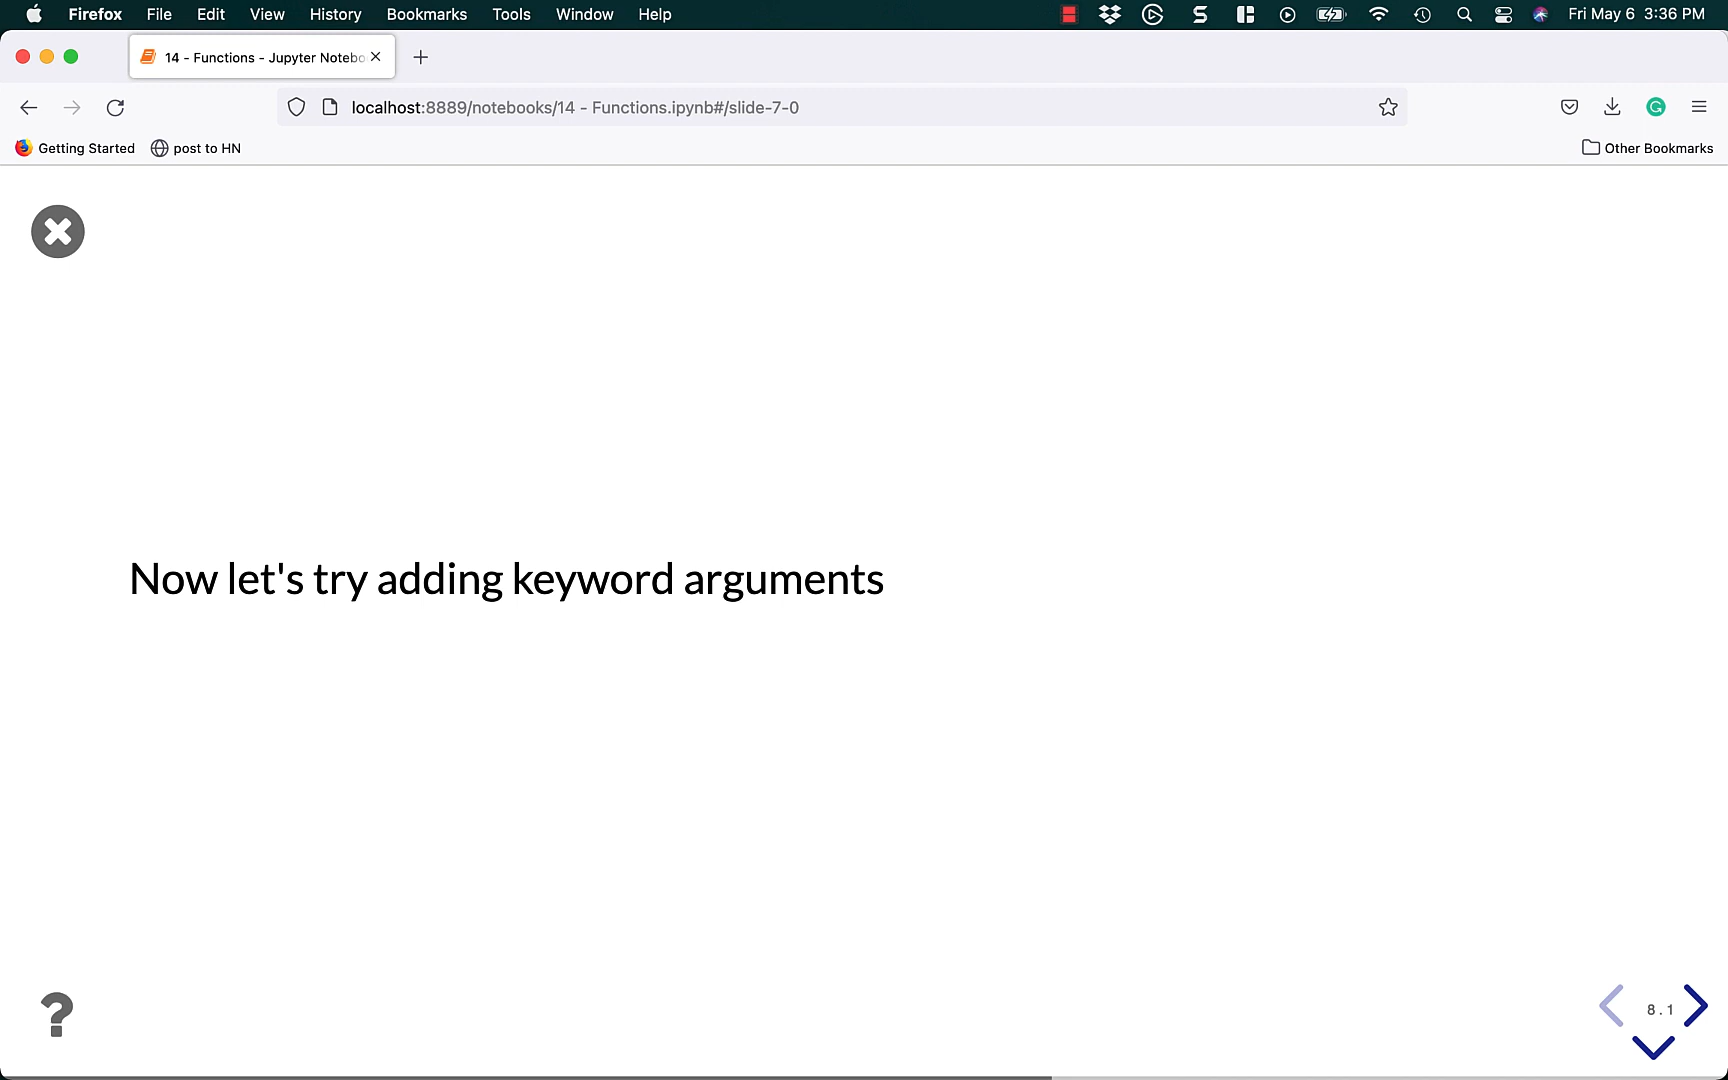 Firefox File Edit View History Bookmarks Tools Window Help Fri May 6 3:36 PM
14 - Functions - Jupyter Notebo
localhost:8889/notebooks/14 - Functions.ipynb#/slide-7-0
Getting Started post to HN Other Bookmarks
Now let's try adding keyword arguments
?
8.1